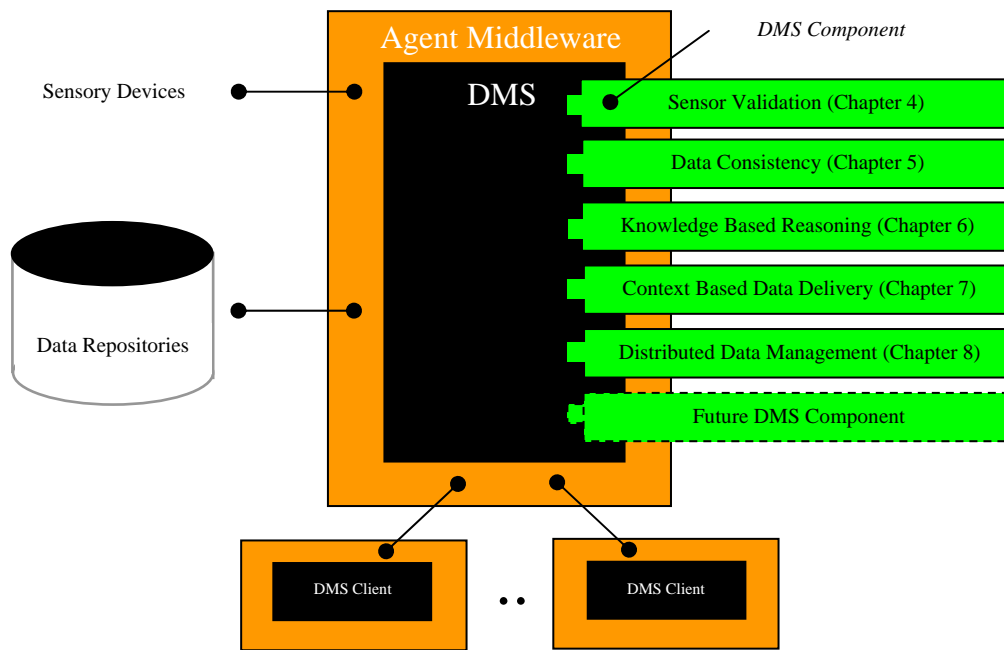 Agent Middleware
DMS Component
Sensory Devices
DMS
Sensor Validation (Chapter 4)
Data Consistency (Chapter 5)
Knowledge Based Reasoning (Chapter 6)
Context Based Data Delivery (Chapter 7)
Data Repositories
Distributed Data Management (Chapter 8)
Future DMS Component
DMS Client
DMS Client